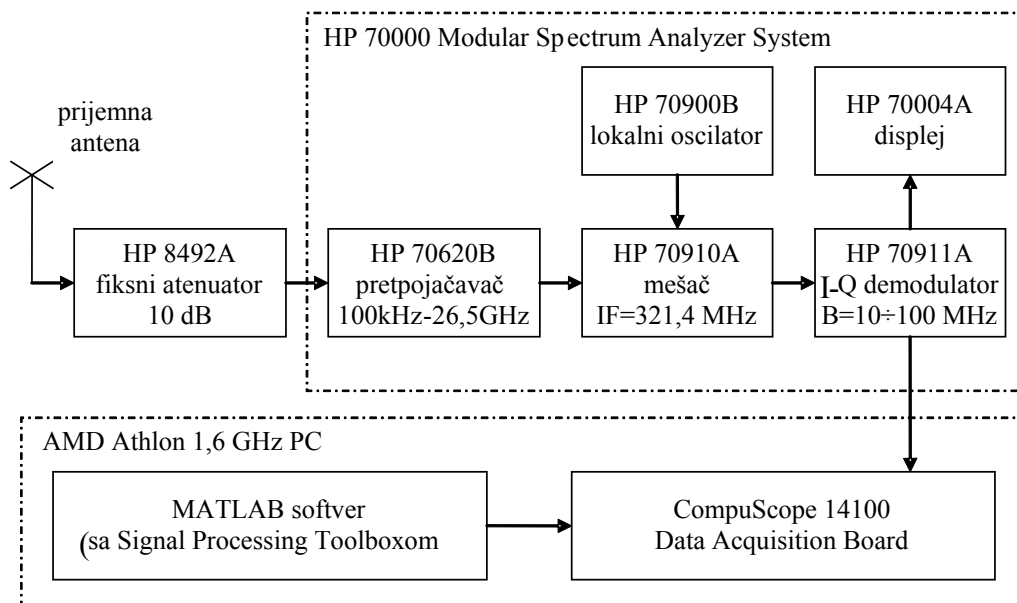 HP 70000 Modular Spectrum Analyzer System
prijemna
antena
HP 70900B
lokalni oscilator
HP 70004A
displej
HP 8492A
fiksni atenuator
10 dB
HP 70620B
pretpojačavač
100kHz-26,5GHz
HP 70910A
mešač
IF=321,4 MHz
HP 70911A
I-Q demodulator
B=10÷100 MHz
AMD Athlon 1,6 GHz PC
MATLAB softver
(sa Signal Processing Toolboxom
CompuScope 14100
Data Acquisition Board